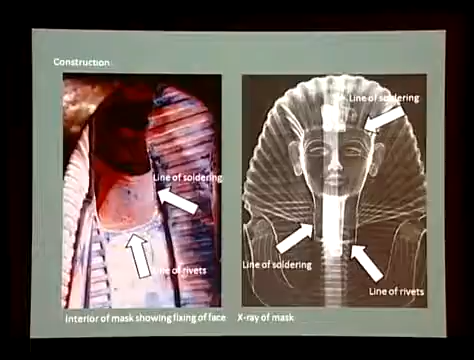 Construction:
Line of soldering
Line of soldering
Line of rivets
Line of soldering
Line of rivets
Interior of mask showing fixing of face
X-ray of mask